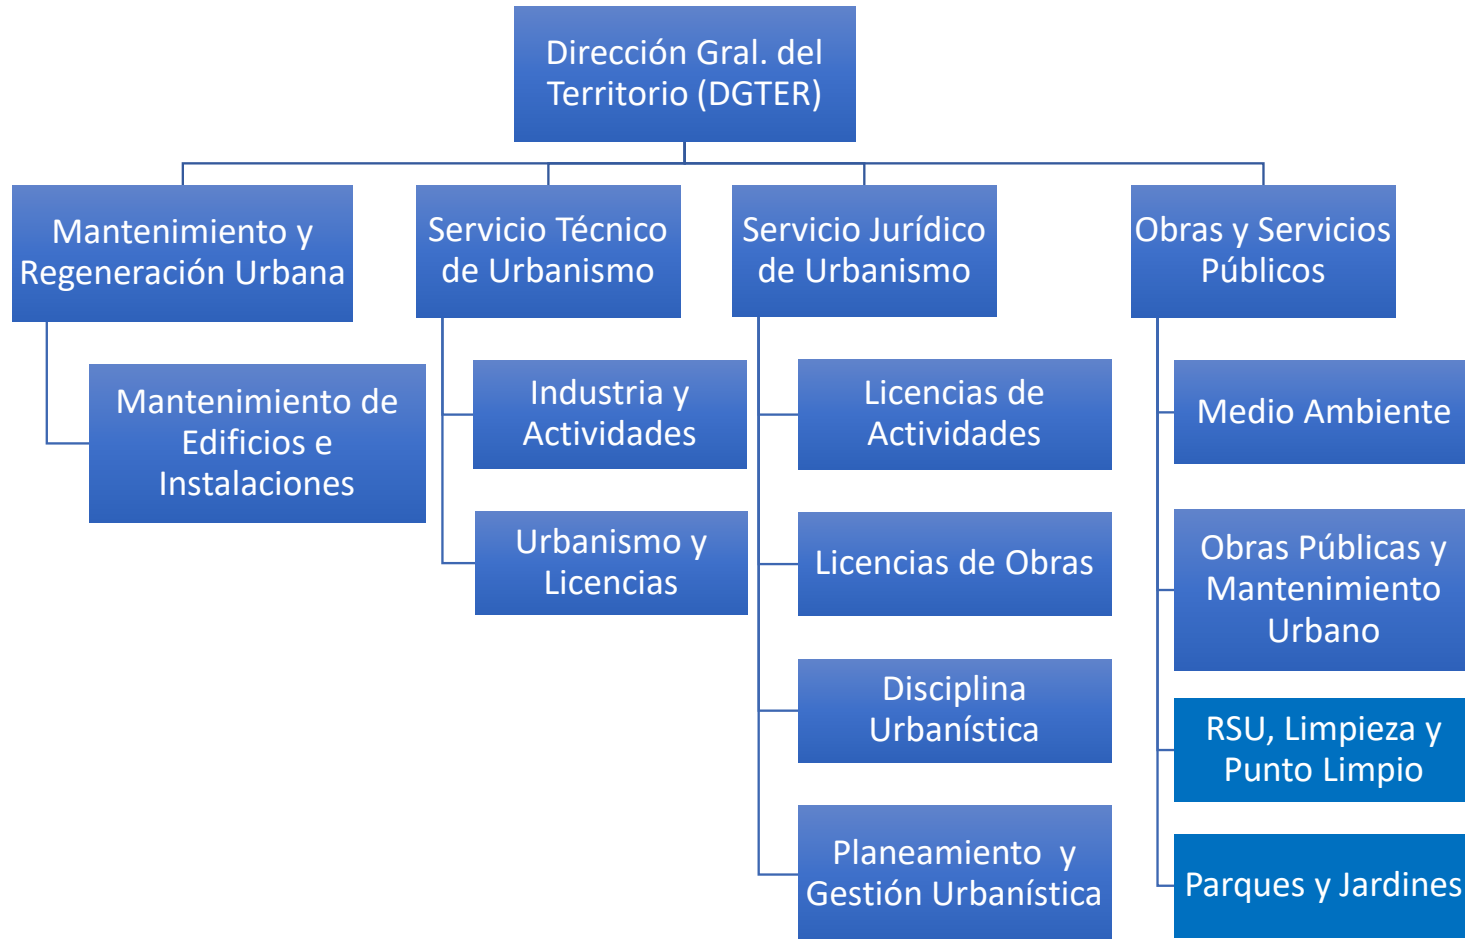 Dirección Gral. del
Territorio (DGTER)
Mantenimiento y
Regeneración Urbana
Servicio Técnico
de Urbanismo
Servicio Jurídico
de Urbanismo
Obras y Servicios
Públicos
Mantenimiento de
Edificios e
Instalaciones
Industria y
Actividades
Urbanismo y
Licencias
Licencias de
Actividades
Licencias de Obras
Disciplina
Urbanística
Planeamiento y
Gestión Urbanística
Medio Ambiente
Obras Públicas y
Mantenimiento
Urbano
RSU, Limpieza y
Punto Limpio
Parques y Jardines